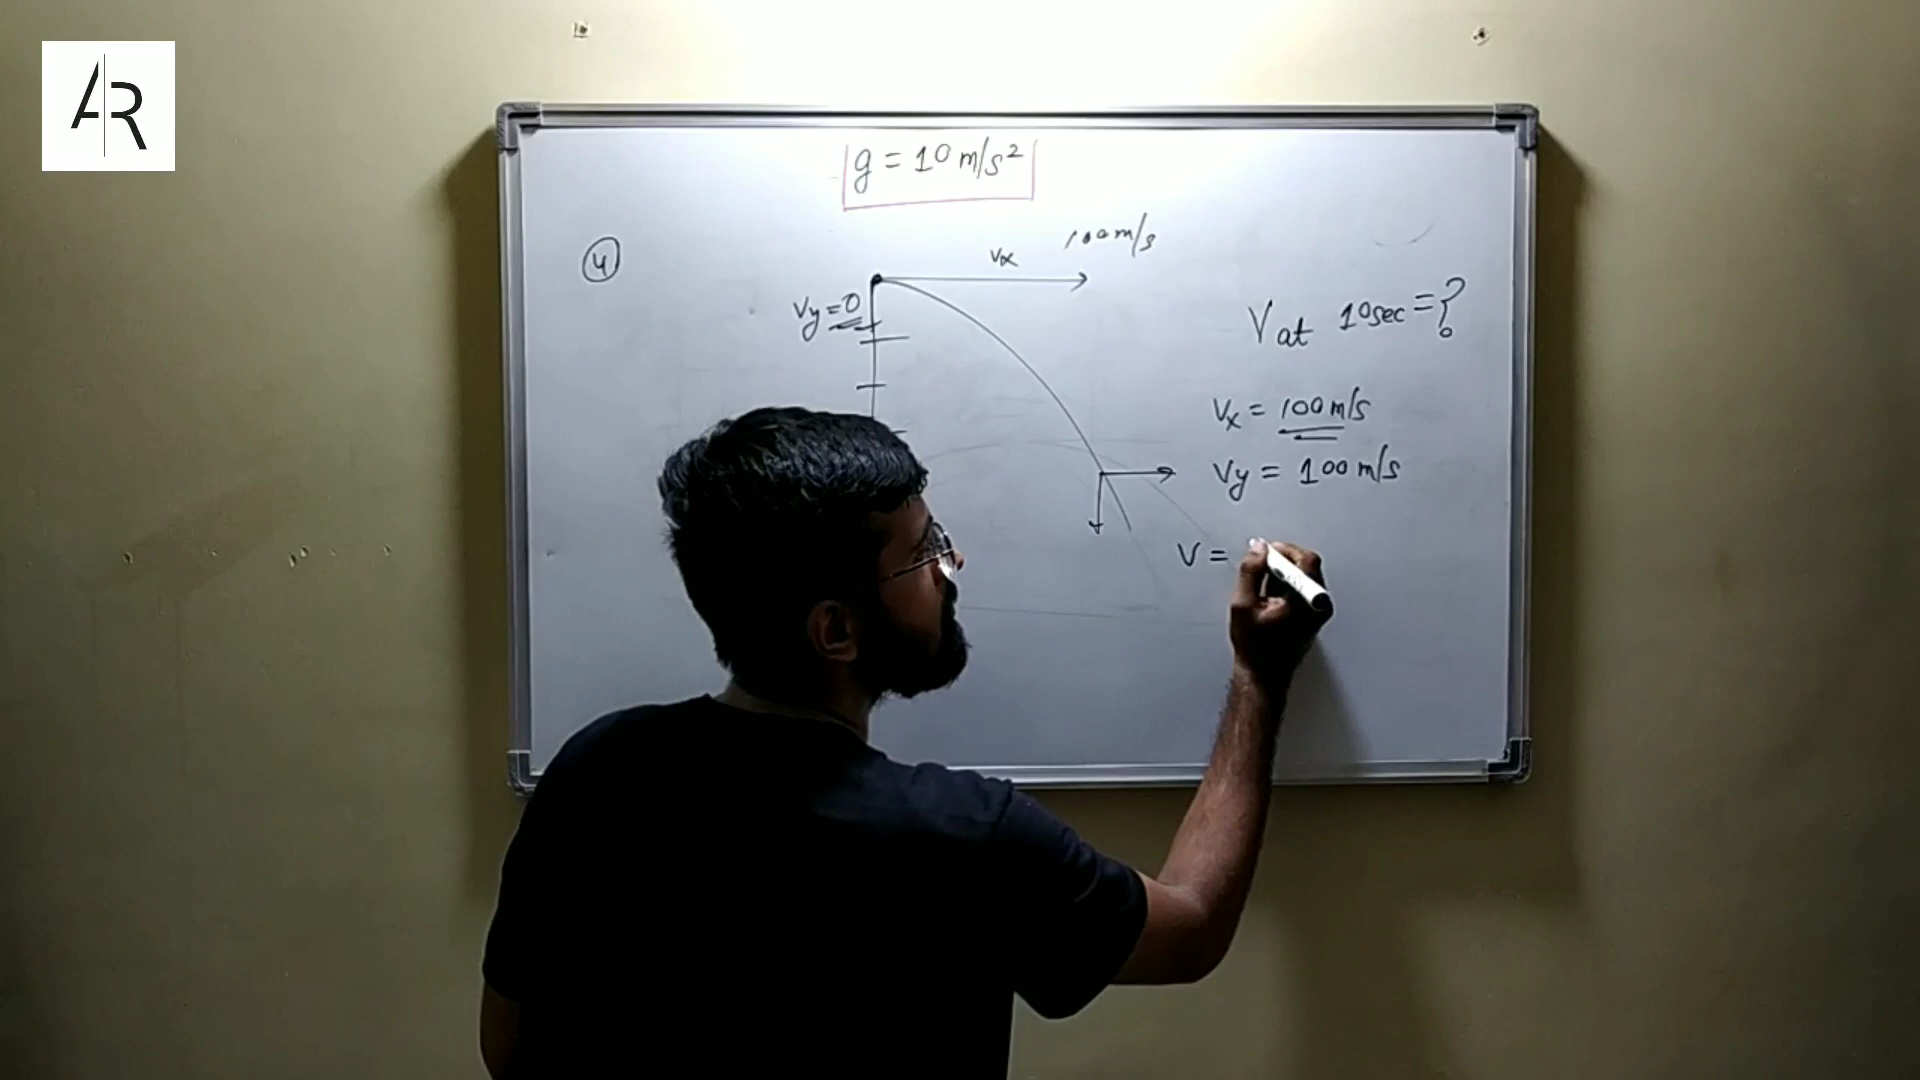 AR
g = 10 m/s²
4
Vx
100 m/s
Vy = 0
V at 10sec = ?
Vx = 100 m/s
Vy = 100 m/s
V =